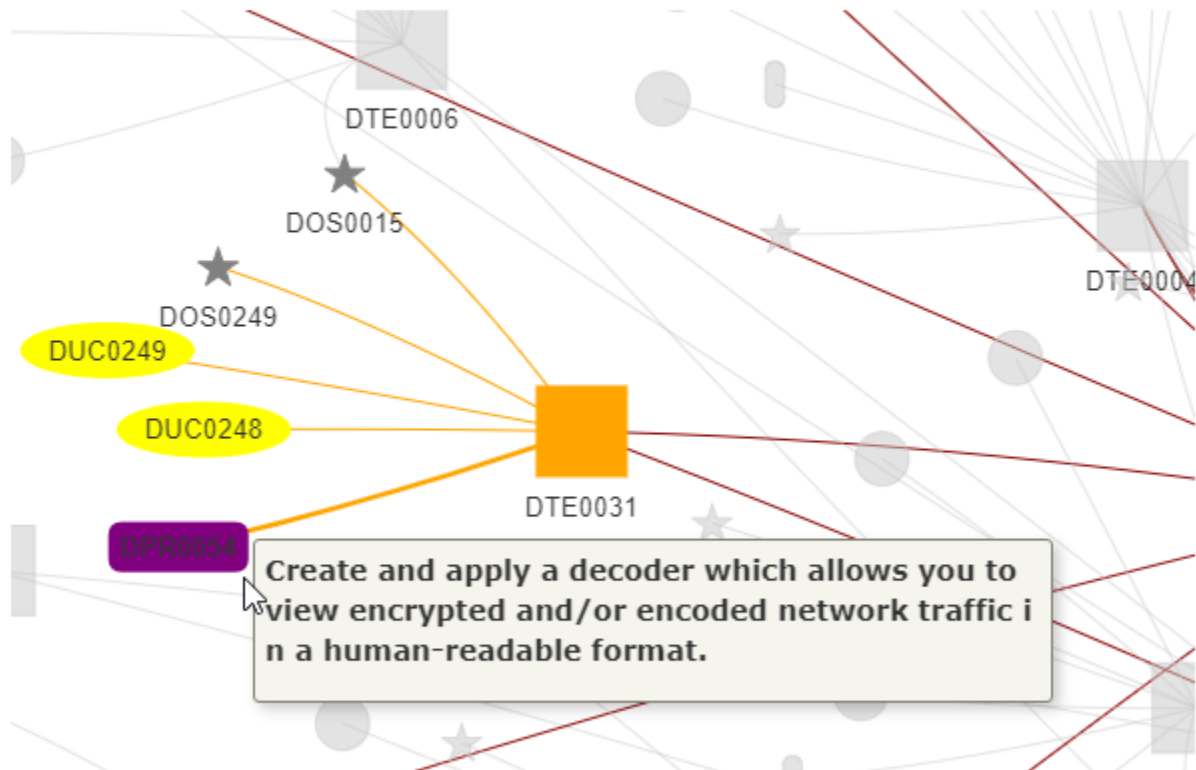 DTE0006
DOS0015
DTE0004
DOS0249
DUC0249
DUC0248
DTE0031
DPR0054
Create and apply a decoder which allows you to
view encrypted and/or encoded network traffic i
n a human-readable format.